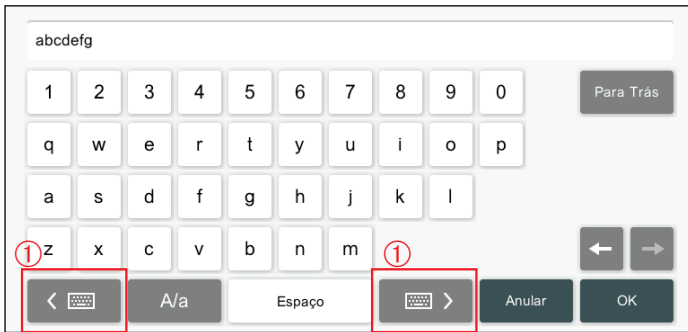 abcdefg
1 2 3 4 5 6 7 8 9 0 Para Trás
q w e r t y u i o p
a s d f g h j k l
① z x c v b n m ① ← →
< A/a Espaço > Anular OK